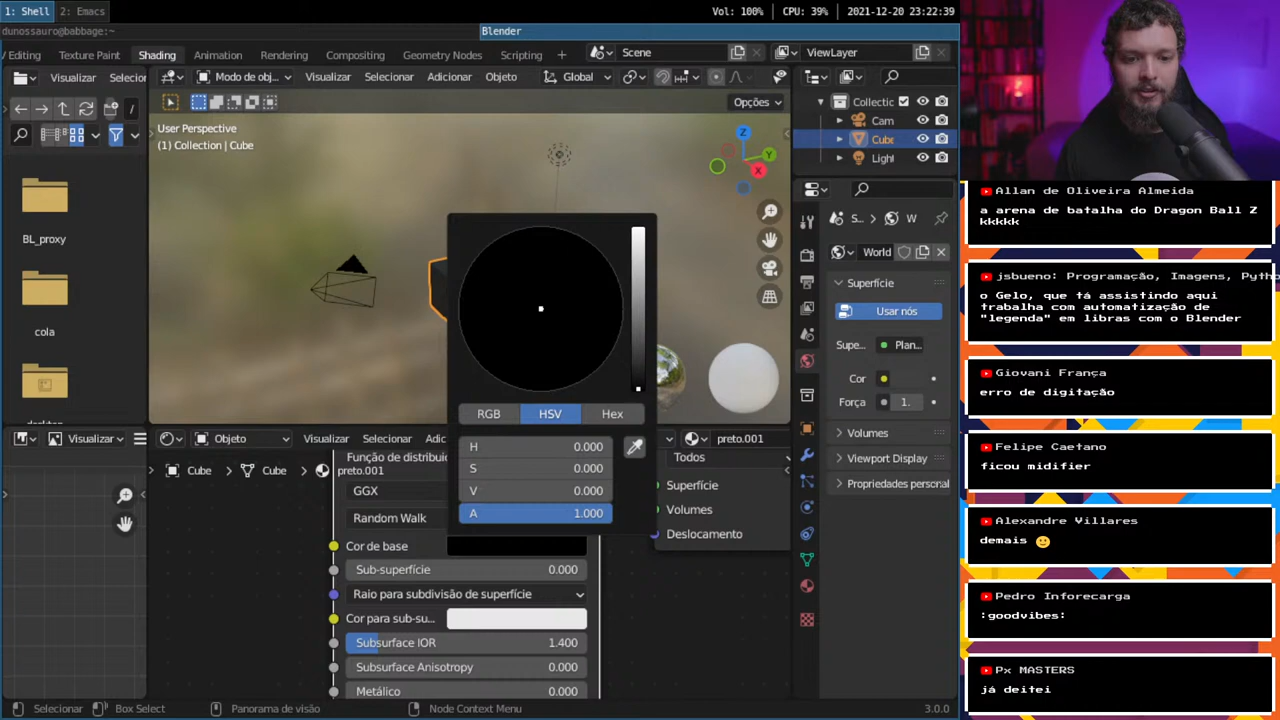 1: Shell 2: Emacs
Vol: 100% CPU: 39% 2021-12-20 23:22:39
dunossauro@babbage:~
Blender
Editing Texture Paint Shading Animation Rendering Compositing Geometry Nodes Scripting +
Scene
ViewLayer
Visualizar Selecior
Modo de obj... Visualizar Selecionar Adicionar Objeto
Global
/
Opções
User Perspective
(1) Collection | Cube
Z
Y
X
BL_proxy
cola
Collectic
Cam
Cube
Light
S... W
World
Superfície
Usar nós
Supe... Plan...
Cor
Força 1.
Volumes
Viewport Display
Propriedades personal
RGB HSV Hex
H 0.000
S 0.000
V 0.000
A 1.000
Visualizar
Objeto Visualizar Selecionar Adic
preto.001
Cube Cube preto.001
Função de distribui
GGX
Random Walk
Cor de base
Sub-superfície 0.000
Raio para subdivisão de superfície
Cor para sub-su...
Subsurface IOR 1.400
Subsurface Anisotropy 0.000
Metálico 0.000
Todos
Superfície
Volumes
Deslocamento
Selecionar Box Select Panorama de visão Node Context Menu 3.0.0
Allan de Oliveira Almeida
a arena de batalha do Dragon Ball Z
kkkkk
jsbueno: Programação, Imagens, Pytho
o Gelo, que tá assistindo aqui
trabalha com automatização de
"legenda" em libras com o Blender
Giovani França
erro de digitação
Felipe Caetano
ficou midifier
Alexandre Villares
demais 🙂
Pedro Inforecarga
:goodvibes:
Px MASTERS
já deitei